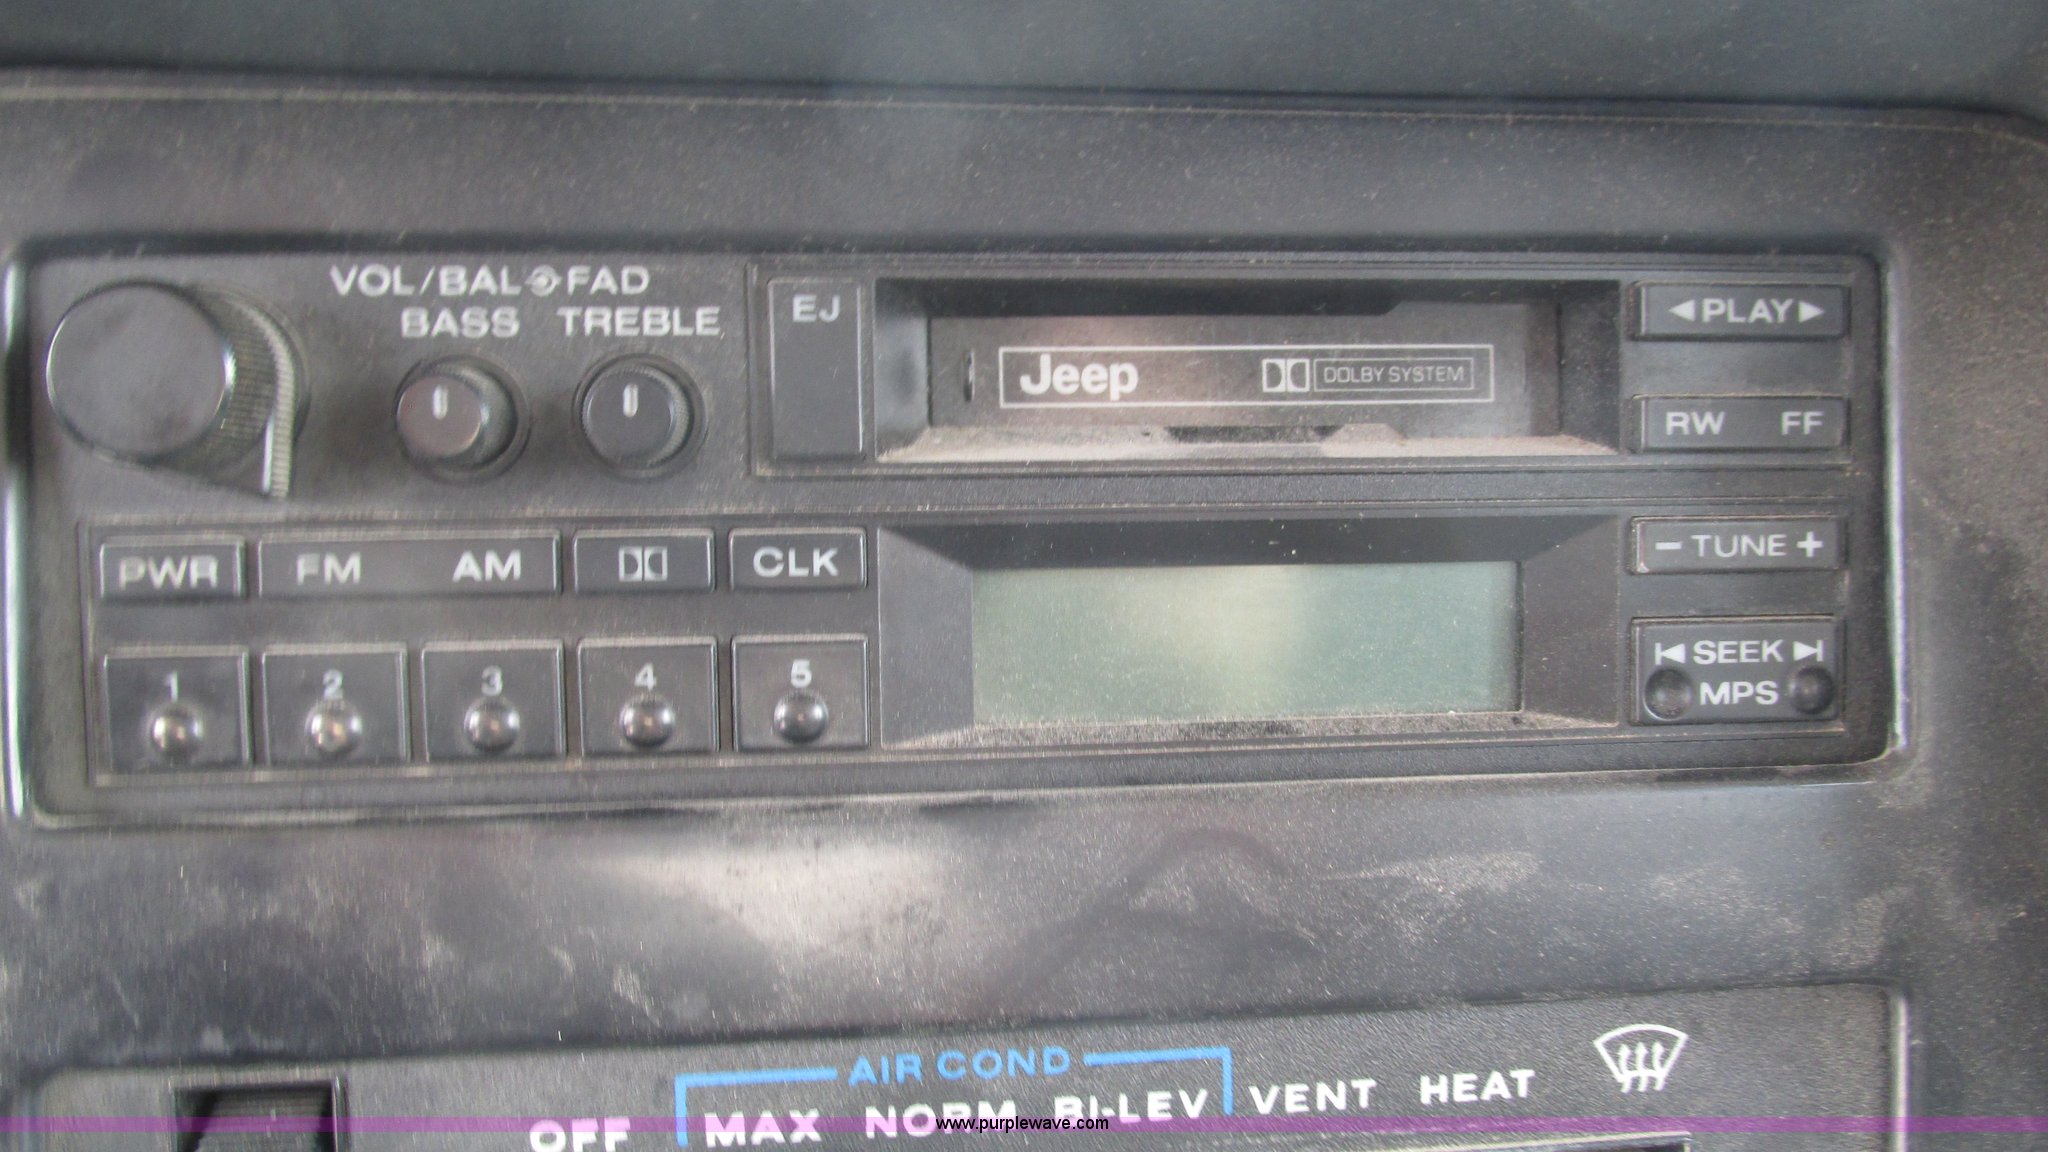 VOL/BAL FAD
BASS TREBLE
EJ
Jeep DOLBY SYSTEM
◀PLAY▶
RW FF
PWR FM AM CLK
- TUNE +
1 2 3 4 5
SEEK
MPS
AIR COND
OFF MAX NORM BI-LEV VENT HEAT
www.purplewave.com